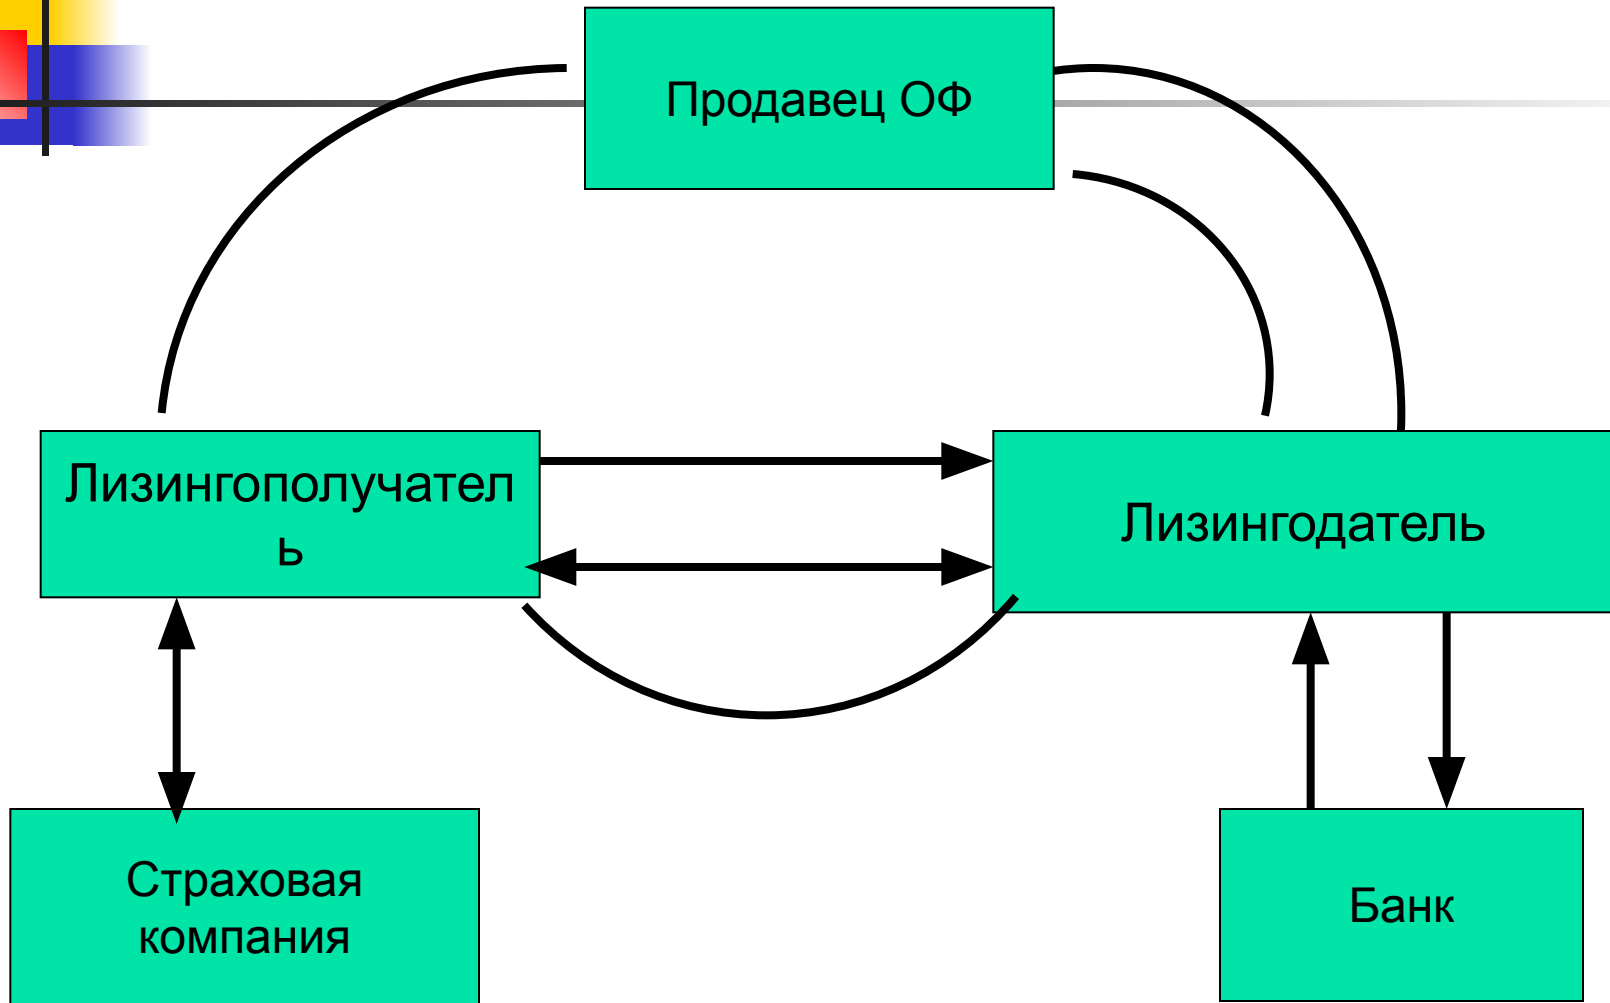 Продавец ОФ
Лизингополучател
ь
Лизингодатель
Страховая
компания
Банк